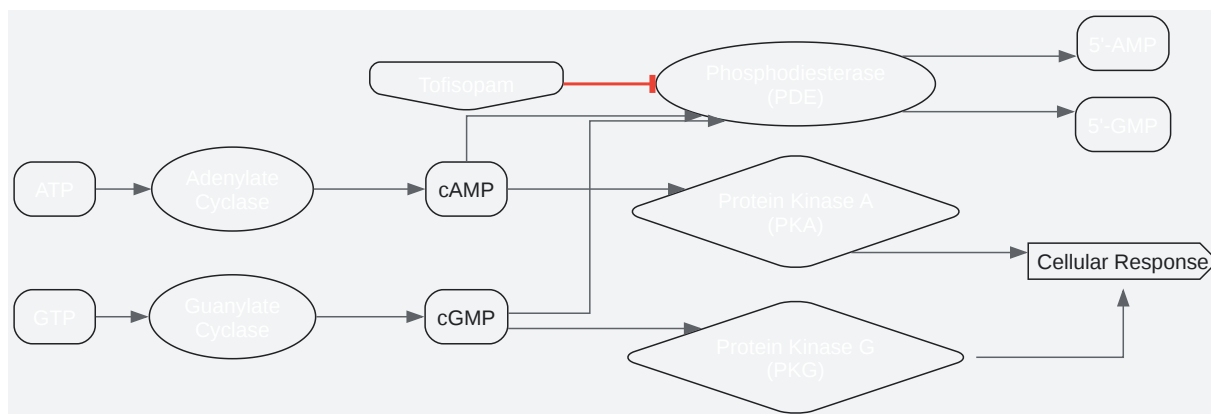 5'-AMP
Phosphodiesterase
(PDE)
Tofisopam
5'-GMP
ATP
Adenylate
Cyclase
cAMP
Protein Kinase A
(PKA)
Cellular Response
GTP
Guanylate
Cyclase
cGMP
Protein Kinase G
(PKG)